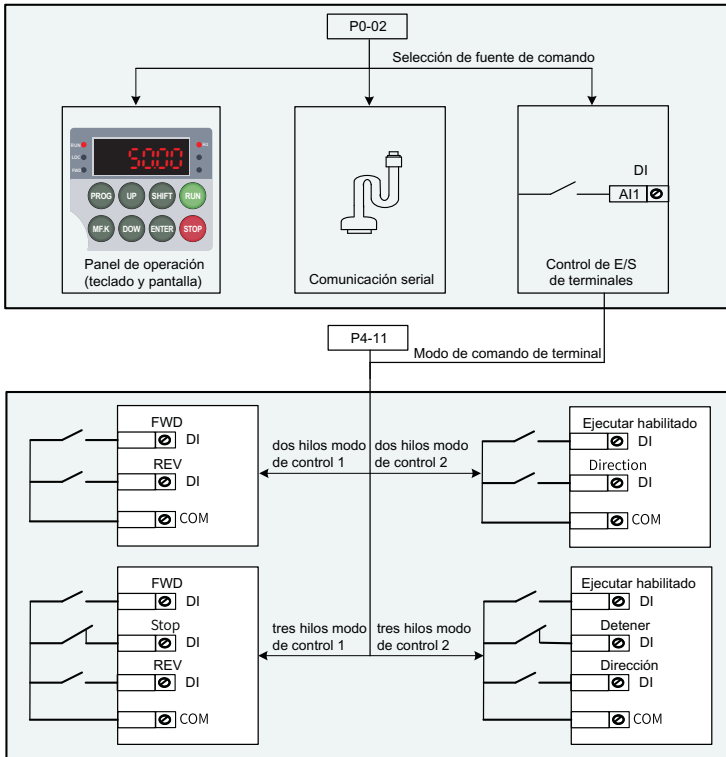 P0-02
Selección de fuente de comando
RUN
LOC
FWD
50.00
PROG
UP
SHIFT
RUN
MF.K
DOW
ENTER
STOP
Panel de operación
(teclado y pantalla)
Comunicación serial
DI
AI1
Control de E/S
de terminales
P4-11
Modo de comando de terminal
FWD
DI
REV
DI
COM
dos hilos modo
de control 1
dos hilos modo
de control 2
Ejecutar habilitado
DI
Direction
DI
COM
FWD
DI
Stop
DI
REV
DI
COM
tres hilos modo
de control 1
tres hilos modo
de control 2
Ejecutar habilitado
DI
Detener
DI
Dirección
DI
COM